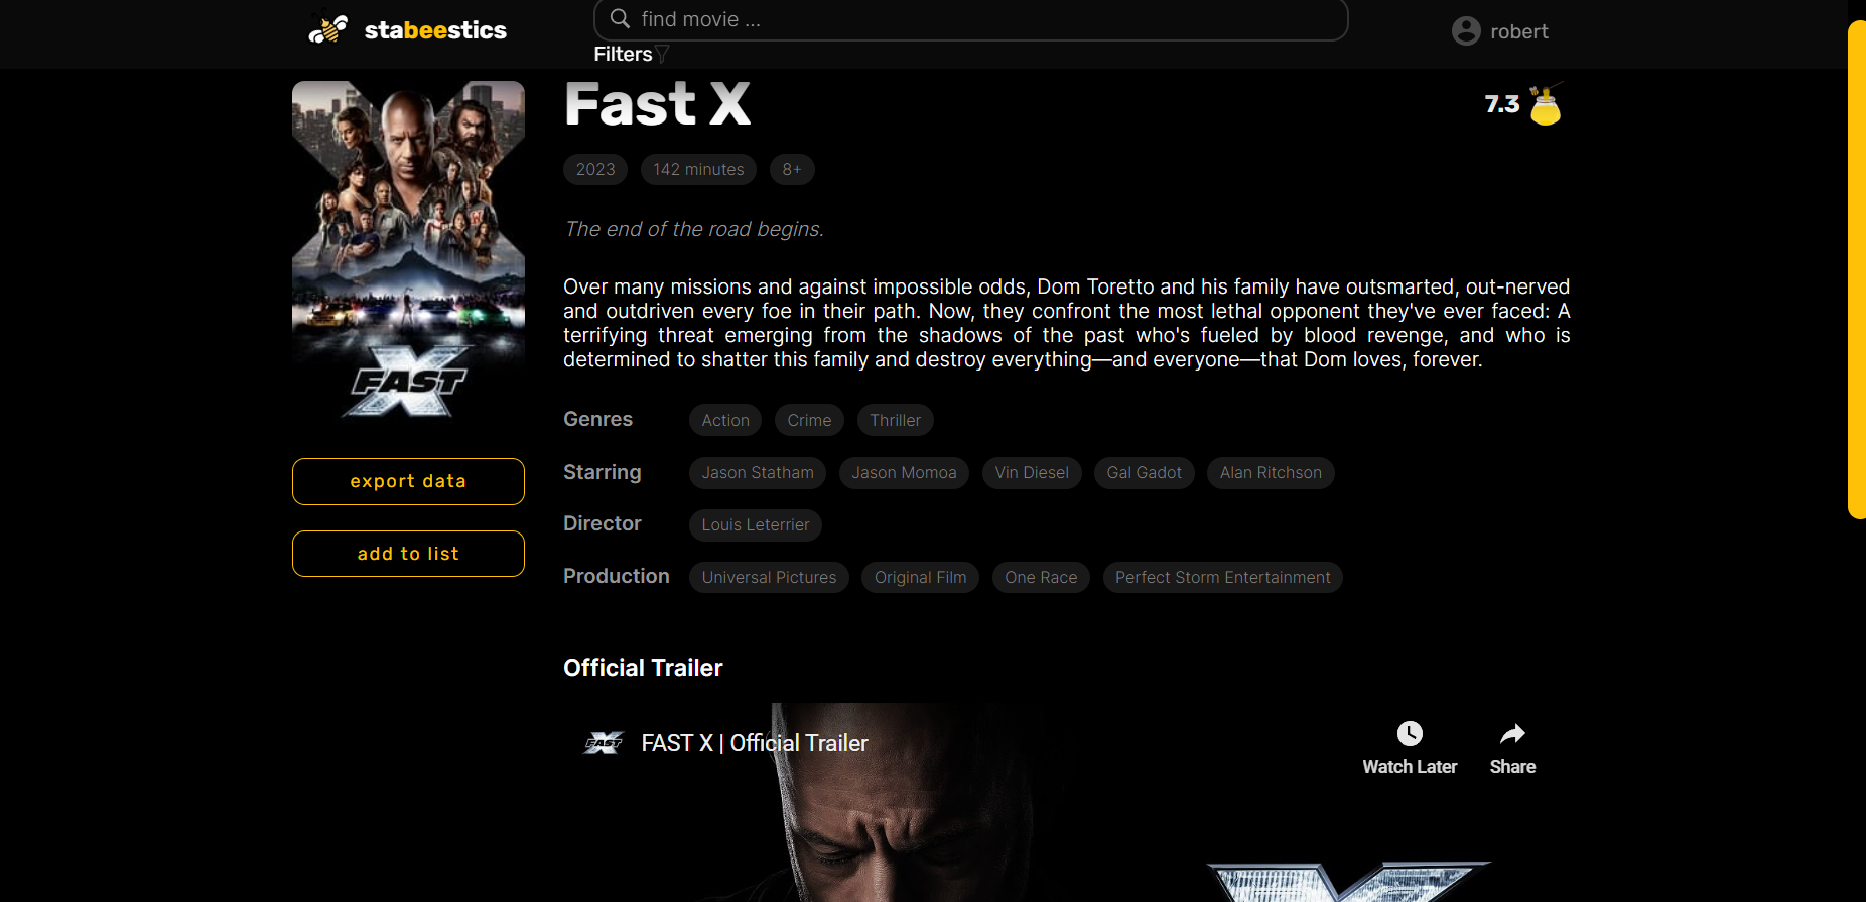 stabeestics
find movie ...
robert
Filters
Fast X
7.3
2023 142 minutes 8+
The end of the road begins.
Over many missions and against impossible odds, Dom Toretto and his family have outsmarted, out-nerved
and outdriven every foe in their path. Now, they confront the most lethal opponent they've ever faced: A
terrifying threat emerging from the shadows of the past who's fueled by blood revenge, and who is
determined to shatter this family and destroy everything—and everyone—that Dom loves, forever.
FAST X
export data
add to list
Genres Action Crime Thriller
Starring Jason Statham Jason Momoa Vin Diesel Gal Gadot Alan Ritchson
Director Louis Leterrier
Production Universal Pictures Original Film One Race Perfect Storm Entertainment
Official Trailer
FAST X
FAST X | Official Trailer
Watch Later
Share
X